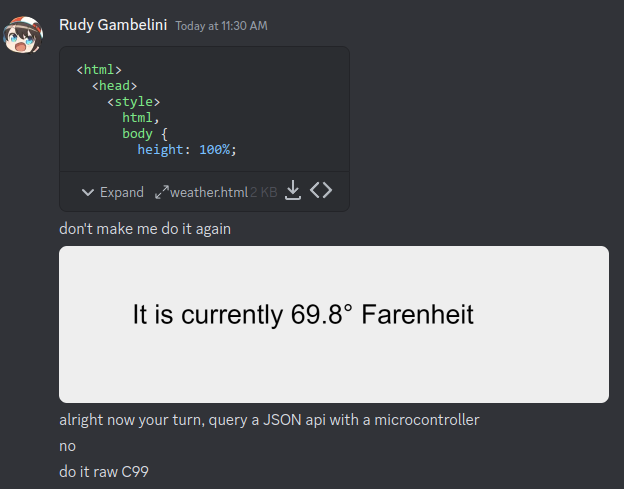 Rudy Gambelini Today at 11:30 AM
<html>
<head>
<style>
html,
body {
height: 100%;
Expand weather.html 2 KB
don't make me do it again
It is currently 69.8° Farenheit
alright now your turn, query a JSON api with a microcontroller
no
do it raw C99